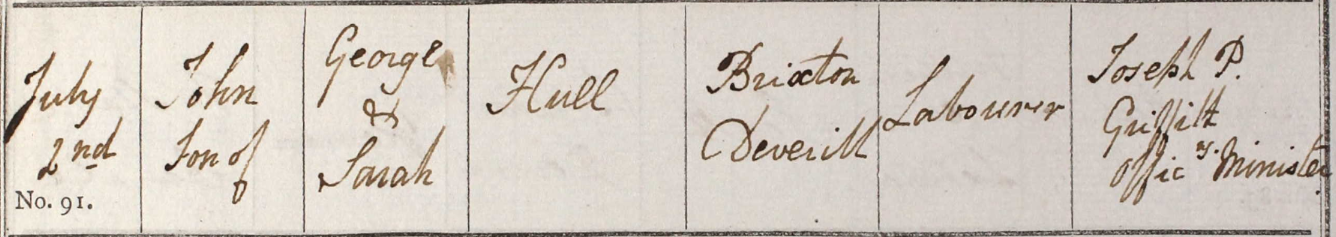 July
2nd
No. 91.
John
Son of
George
&
Sarah
Hull
Brixton
Deverill
Labourer
Joseph P.
Griffith
Offic^g. Minister